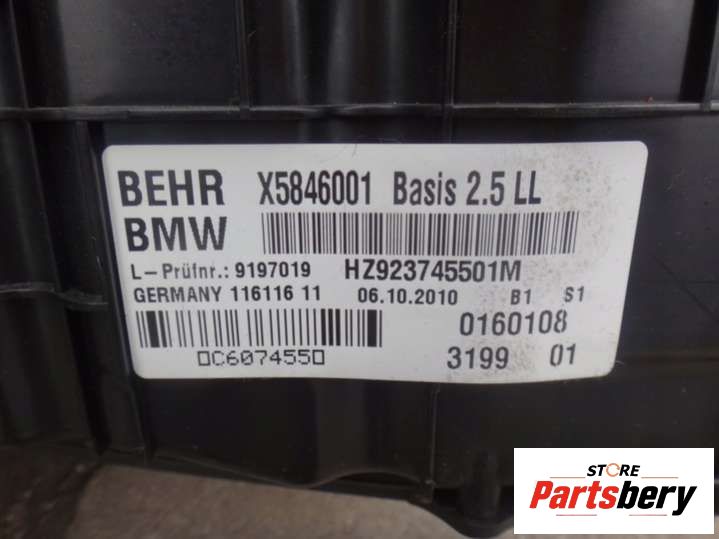 BEHR X5846001 Basis 2.5 LL
BMW
L-Prüfnr.: 9197019 HZ923745501M
GERMANY 116116 11 06.10.2010 B1 S1
0160108
0C6074550 3199 01
STORE
Partsbery